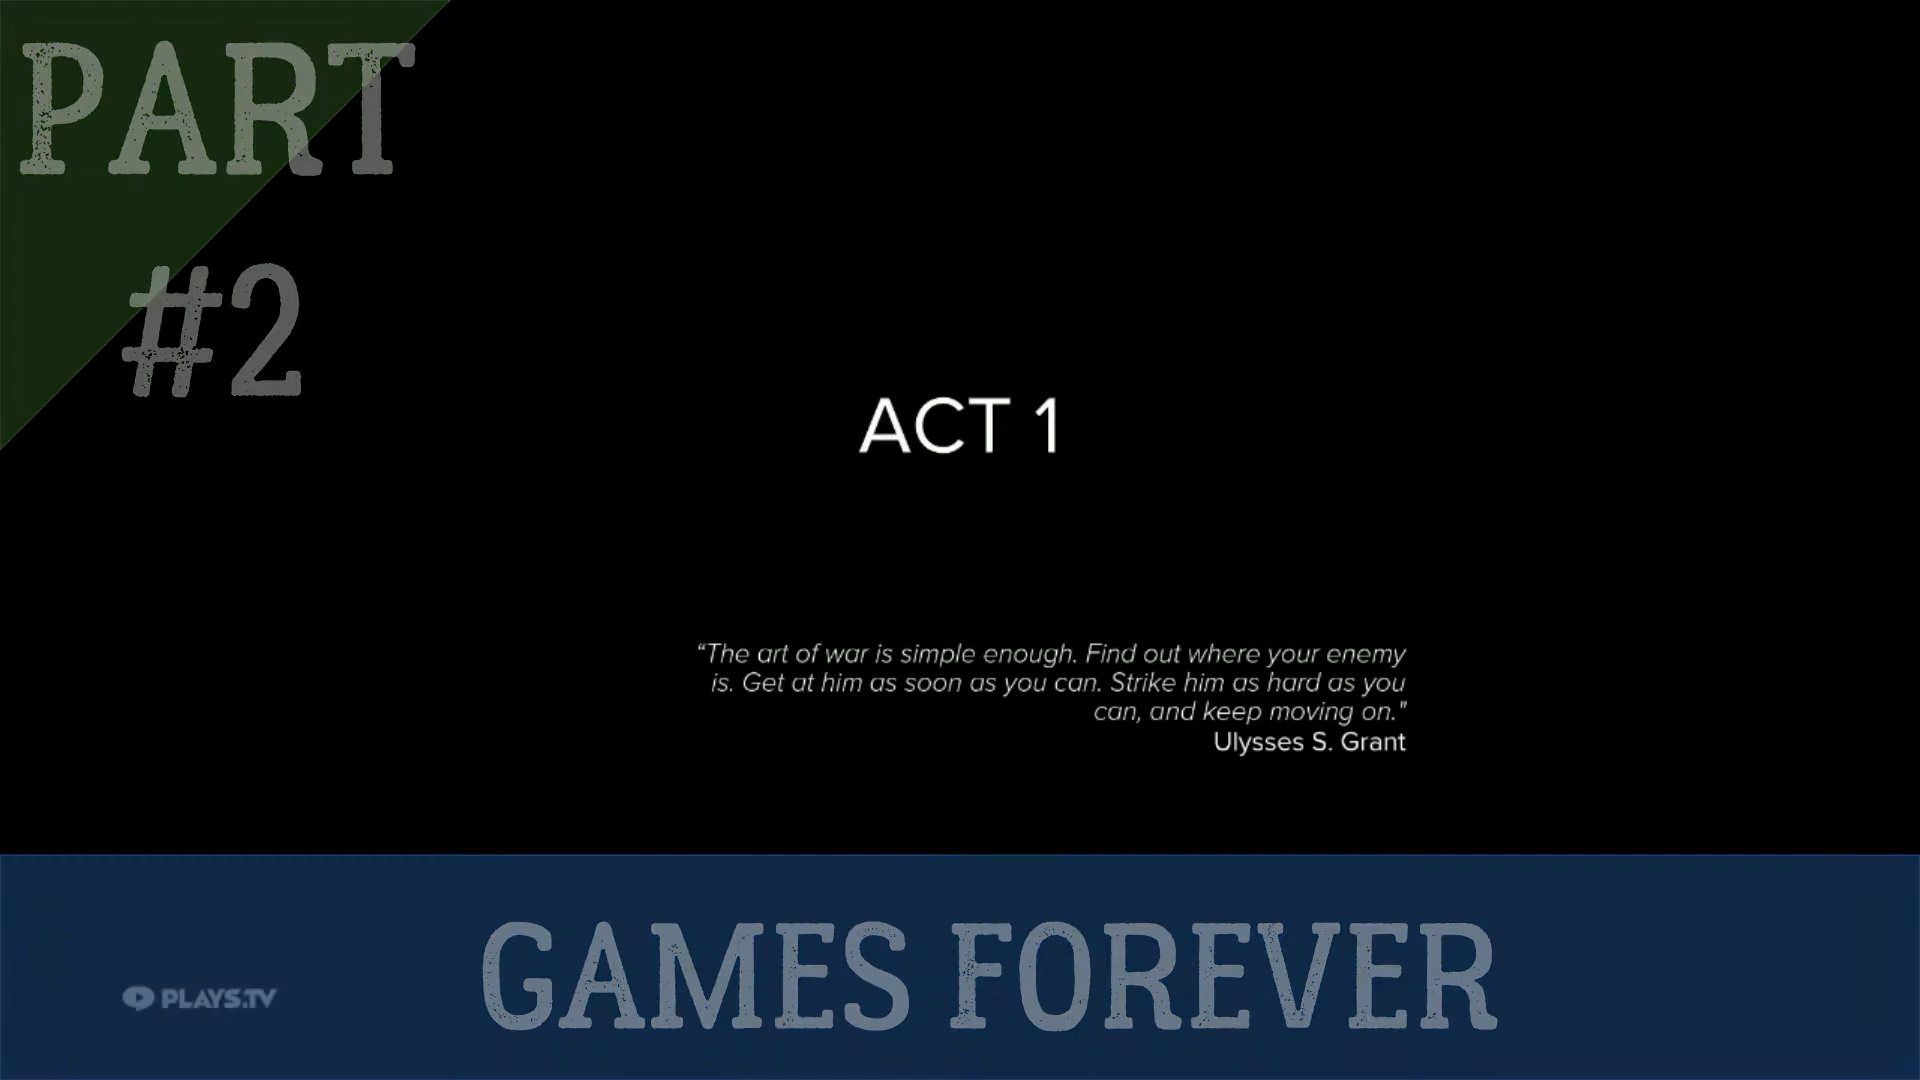 PART
#2
ACT 1
“The art of war is simple enough. Find out where your enemy
is. Get at him as soon as you can. Strike him as hard as you
can, and keep moving on."
Ulysses S. Grant
GAMES FOREVER
PLAYS.TV